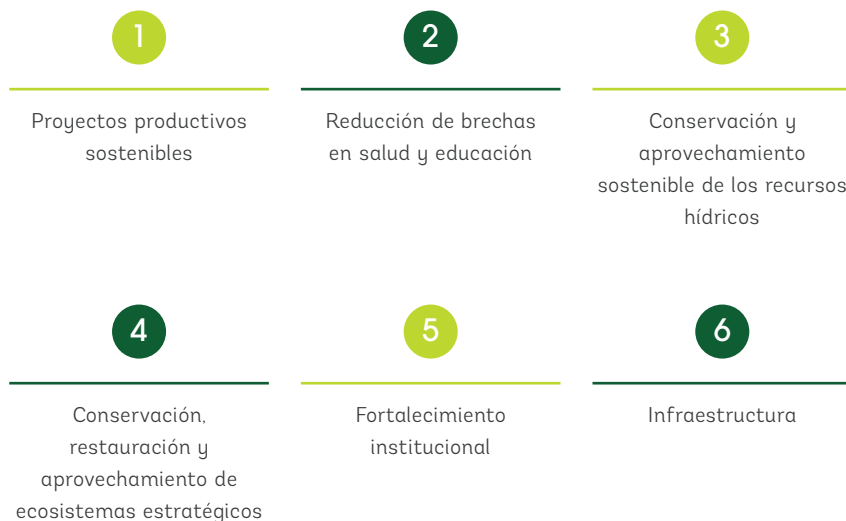 1
Proyectos productivos
sostenibles
2
Reducción de brechas
en salud y educación
3
Conservación y
aprovechamiento
sostenible de los recursos
hídricos
4
Conservación,
restauración y
aprovechamiento de
ecosistemas estratégicos
5
Fortalecimiento
institucional
6
Infraestructura